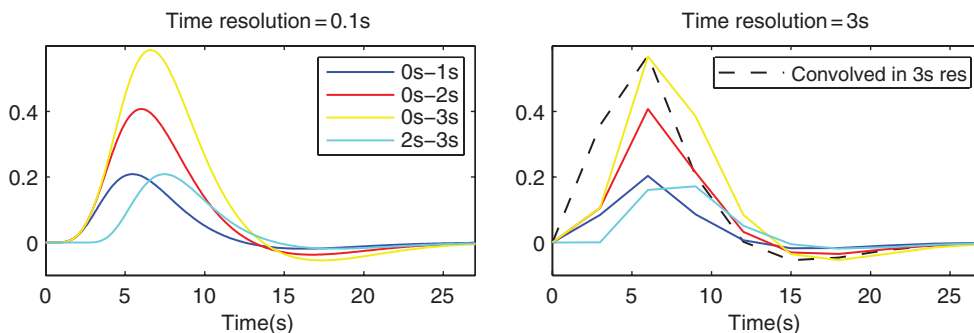 Time resolution = 0.1s
0.4
0.2
0
0s–1s
0s–2s
0s–3s
2s–3s
0 5 10 15 20 25
Time(s)
Time resolution = 3s
0.4
0.2
0
Convolved in 3s res
0 5 10 15 20 25
Time(s)